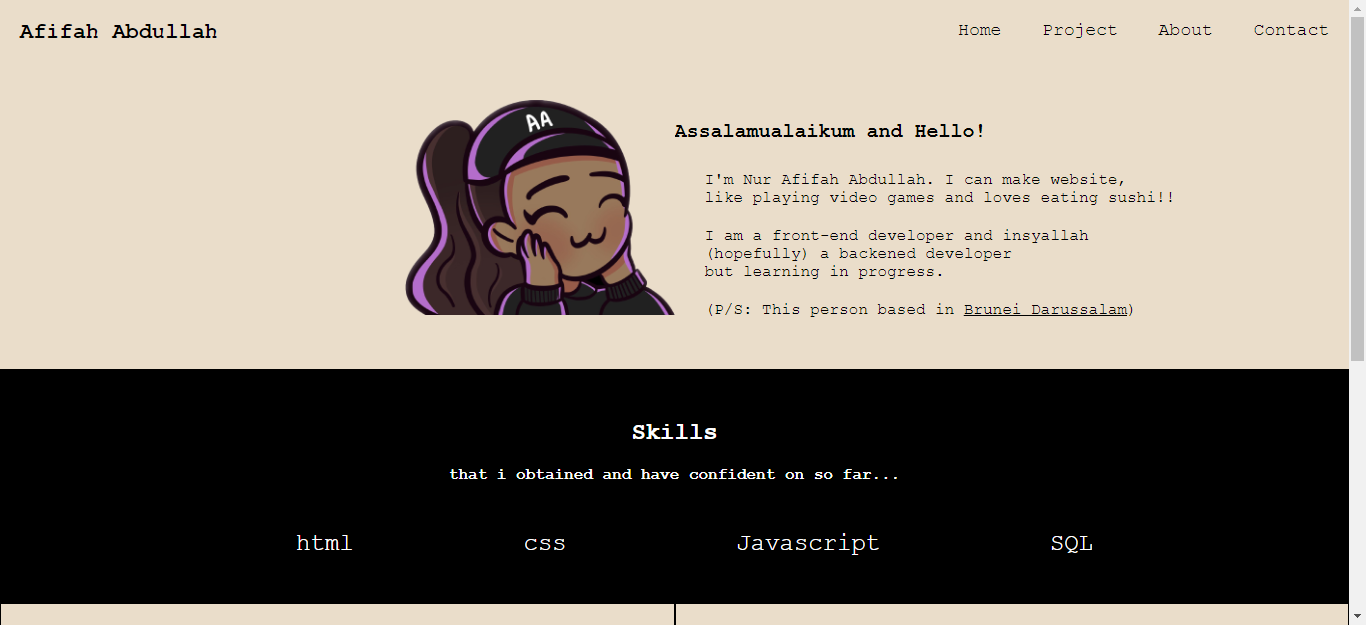 Afifah Abdullah
Home Project About Contact
AA
Assalamualaikum and Hello!
I'm Nur Afifah Abdullah. I can make website,
like playing video games and loves eating sushi!!
I am a front-end developer and insyallah
(hopefully) a backened developer
but learning in progress.
(P/S: This person based in Brunei Darussalam)
Skills
that i obtained and have confident on so far...
html css Javascript SQL